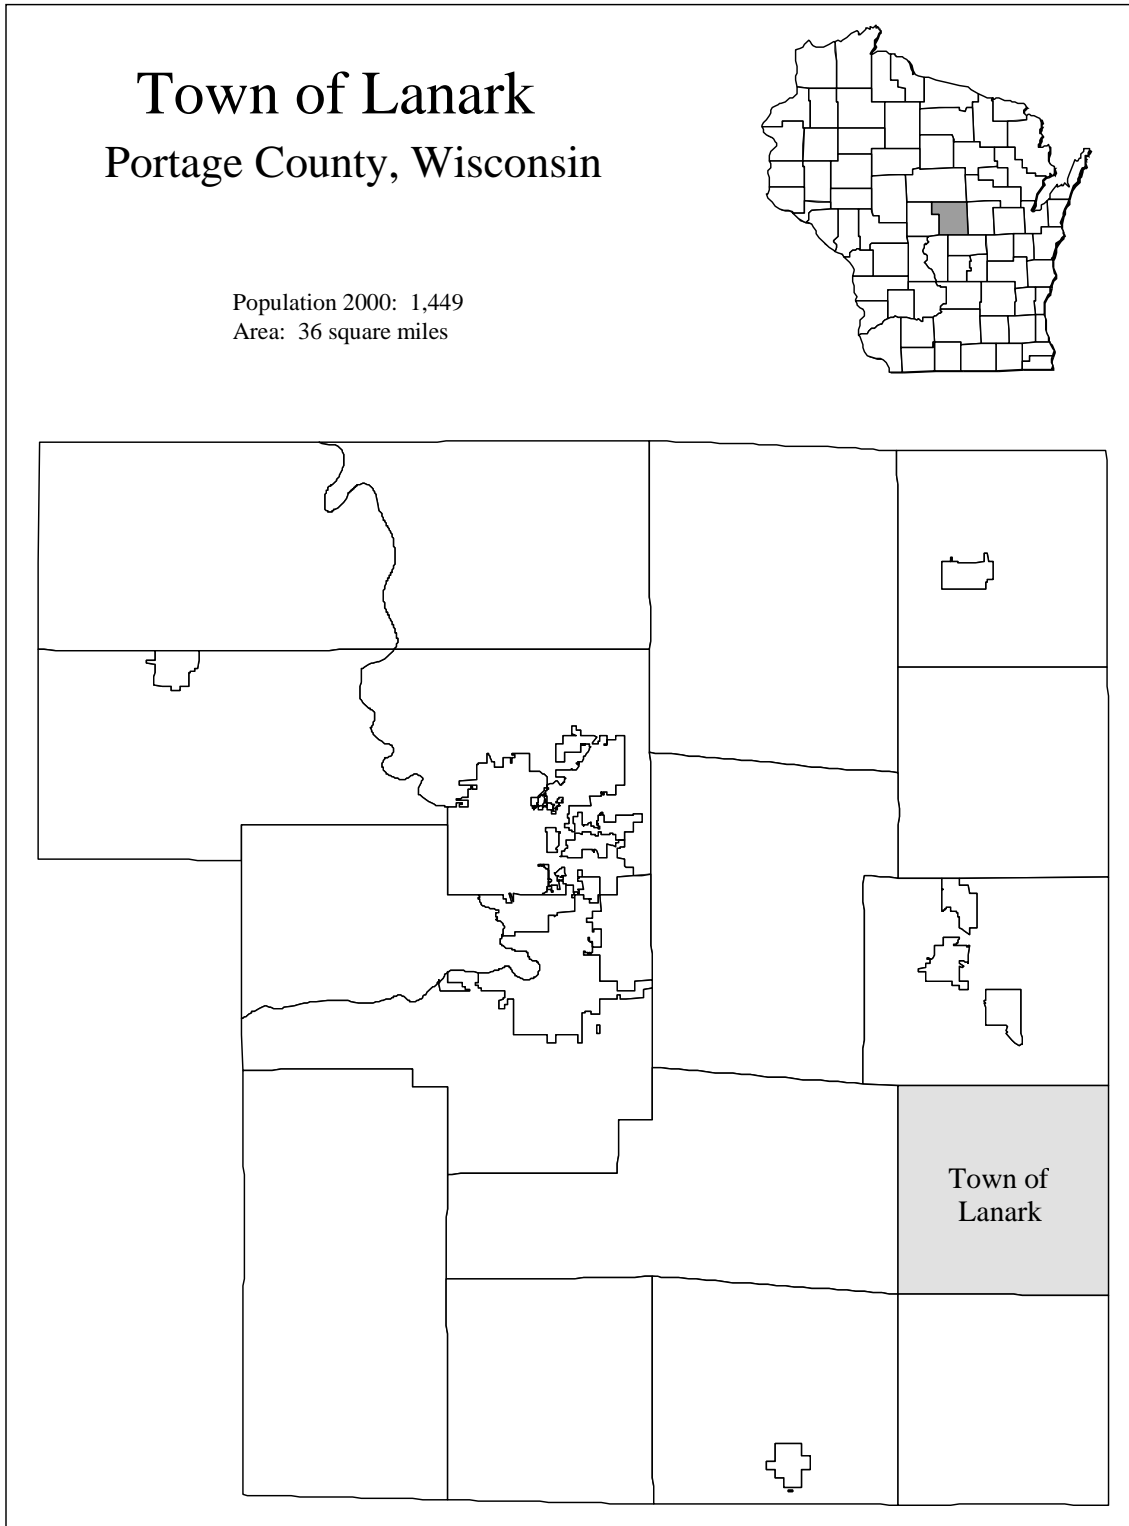 Town of Lanark
Portage County, Wisconsin
Population 2000:  1,449
Area:  36 square miles
Town of
Lanark